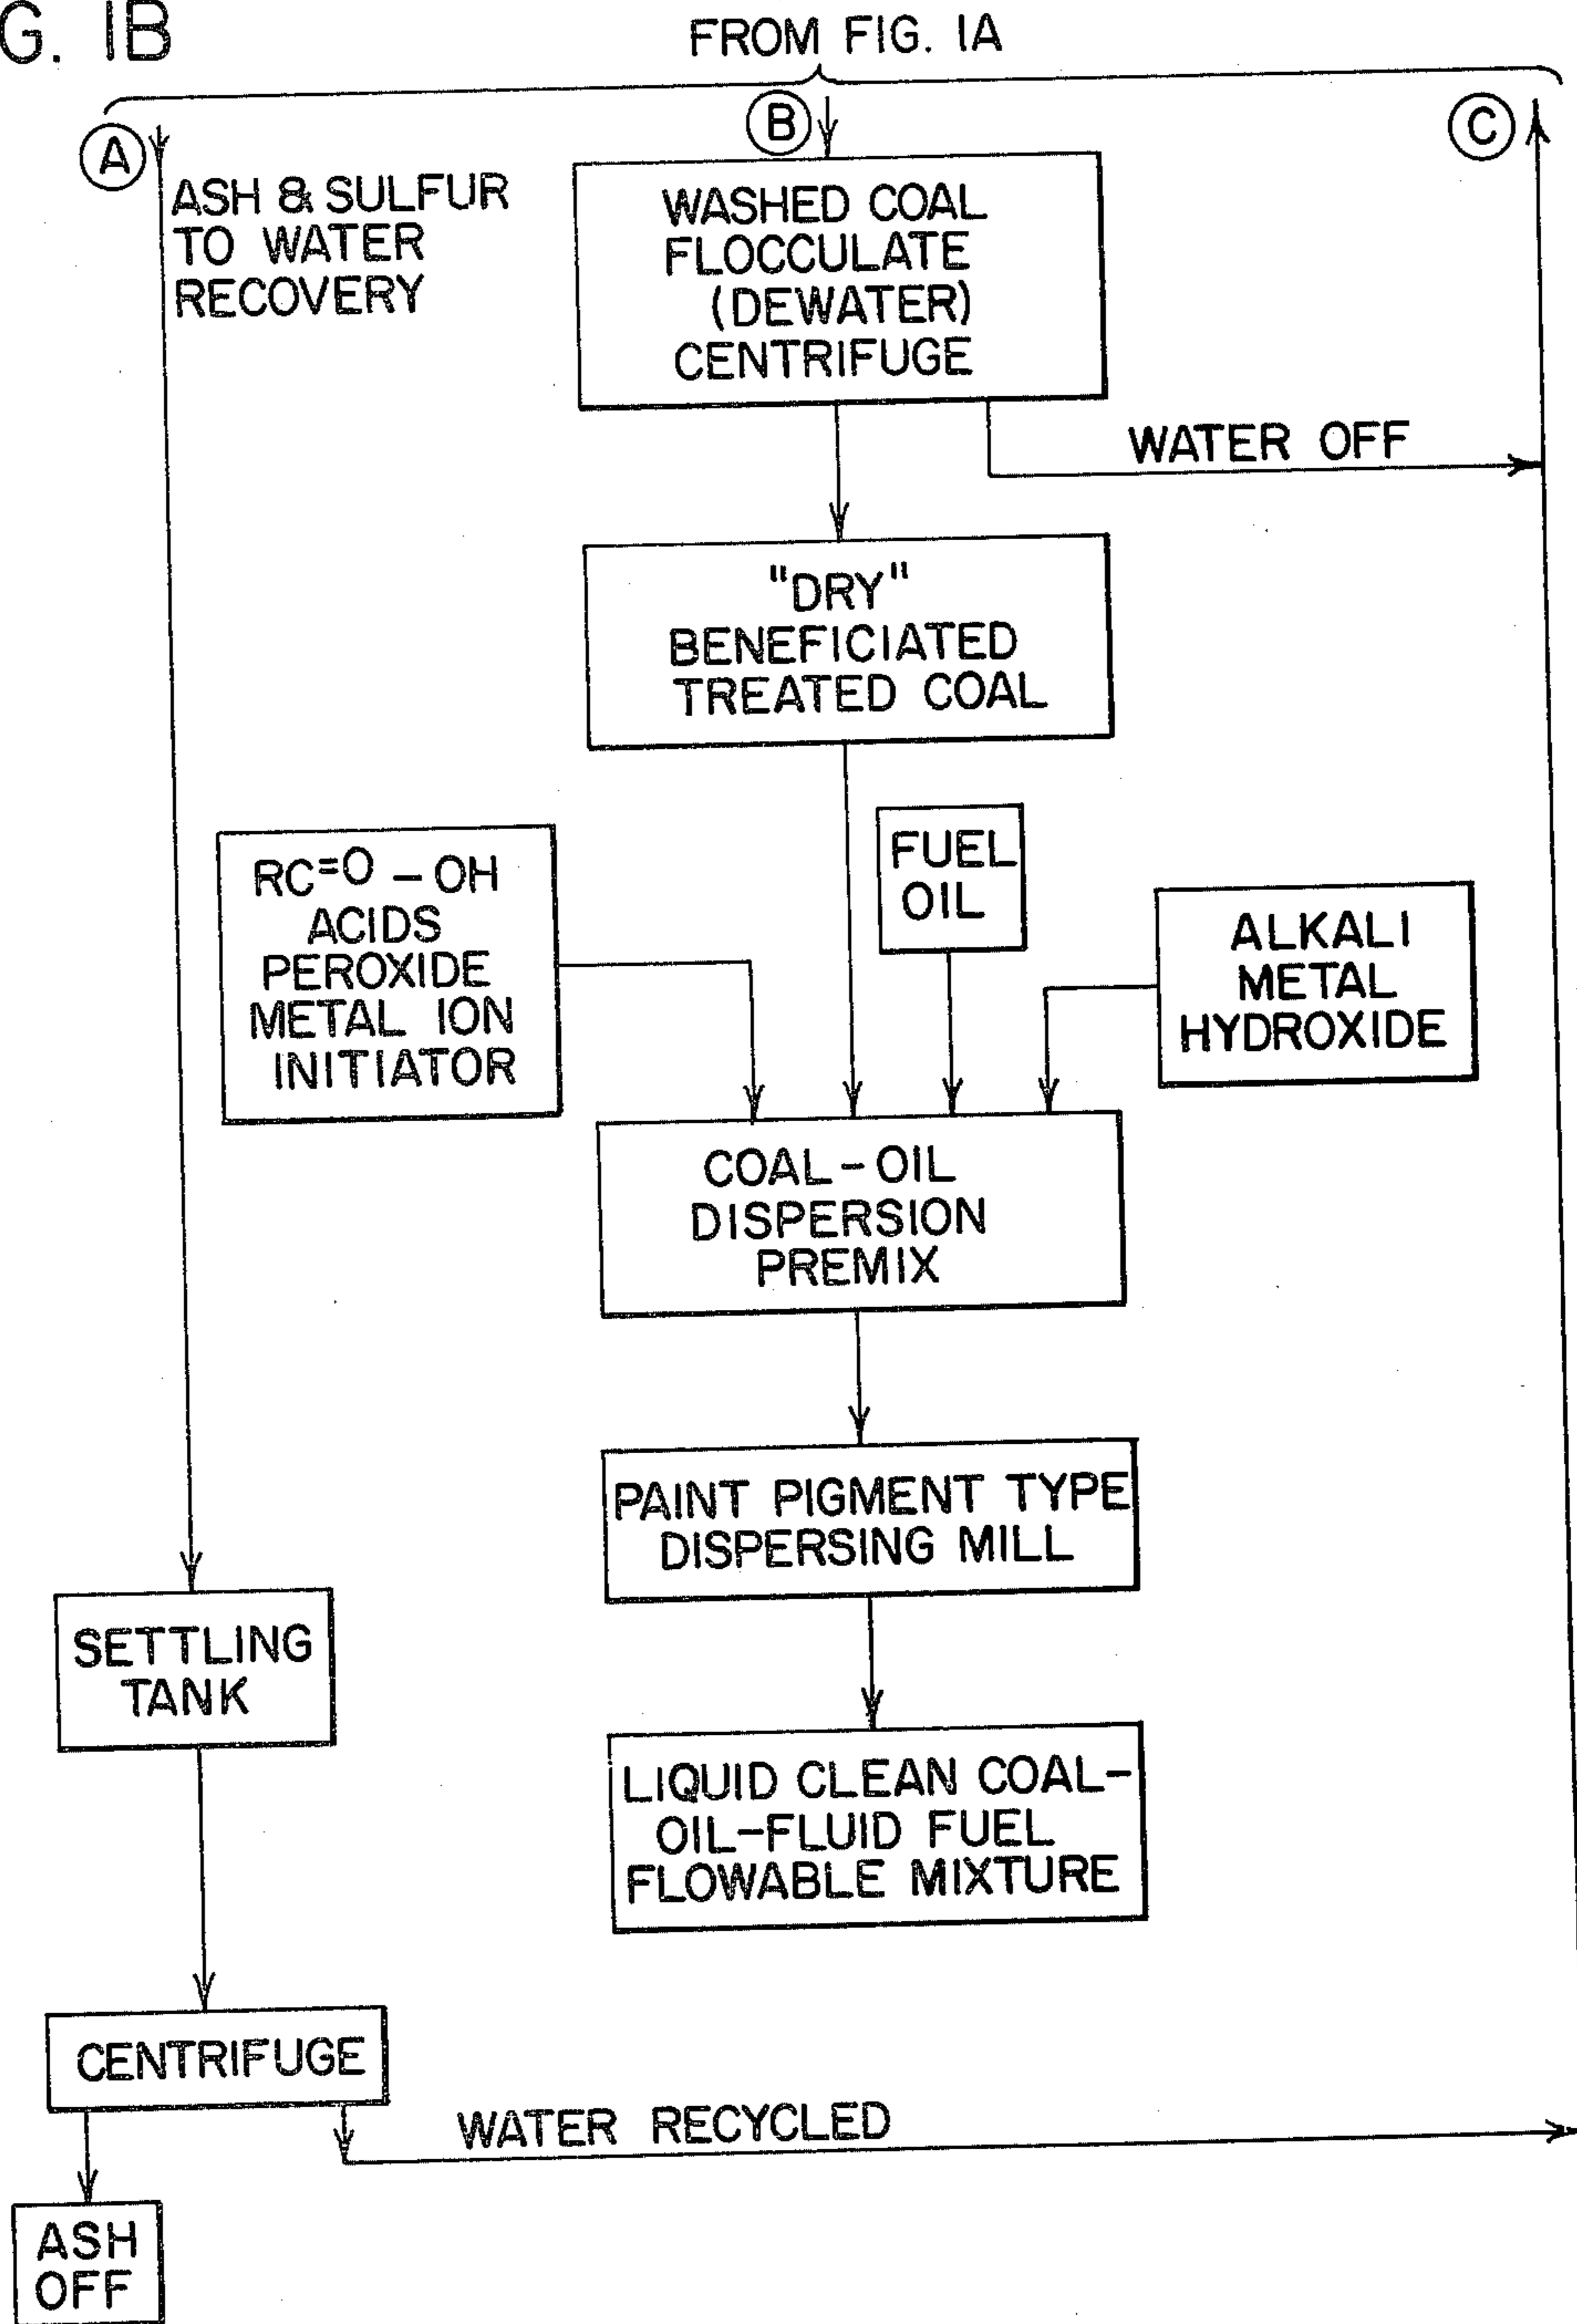 G. 1B
FROM FIG. 1A
A
B
C
ASH & SULFUR
TO WATER
RECOVERY
WASHED COAL
FLOCCULATE
(DEWATER)
CENTRIFUGE
WATER OFF
"DRY"
BENEFICIATED
TREATED COAL
RC=O – OH
ACIDS
PEROXIDE
METAL ION
INITIATOR
FUEL
OIL
ALKALI
METAL
HYDROXIDE
COAL-OIL
DISPERSION
PREMIX
PAINT PIGMENT TYPE
DISPERSING MILL
SETTLING
TANK
LIQUID CLEAN COAL-
OIL-FLUID FUEL
FLOWABLE MIXTURE
CENTRIFUGE
WATER RECYCLED
ASH
OFF